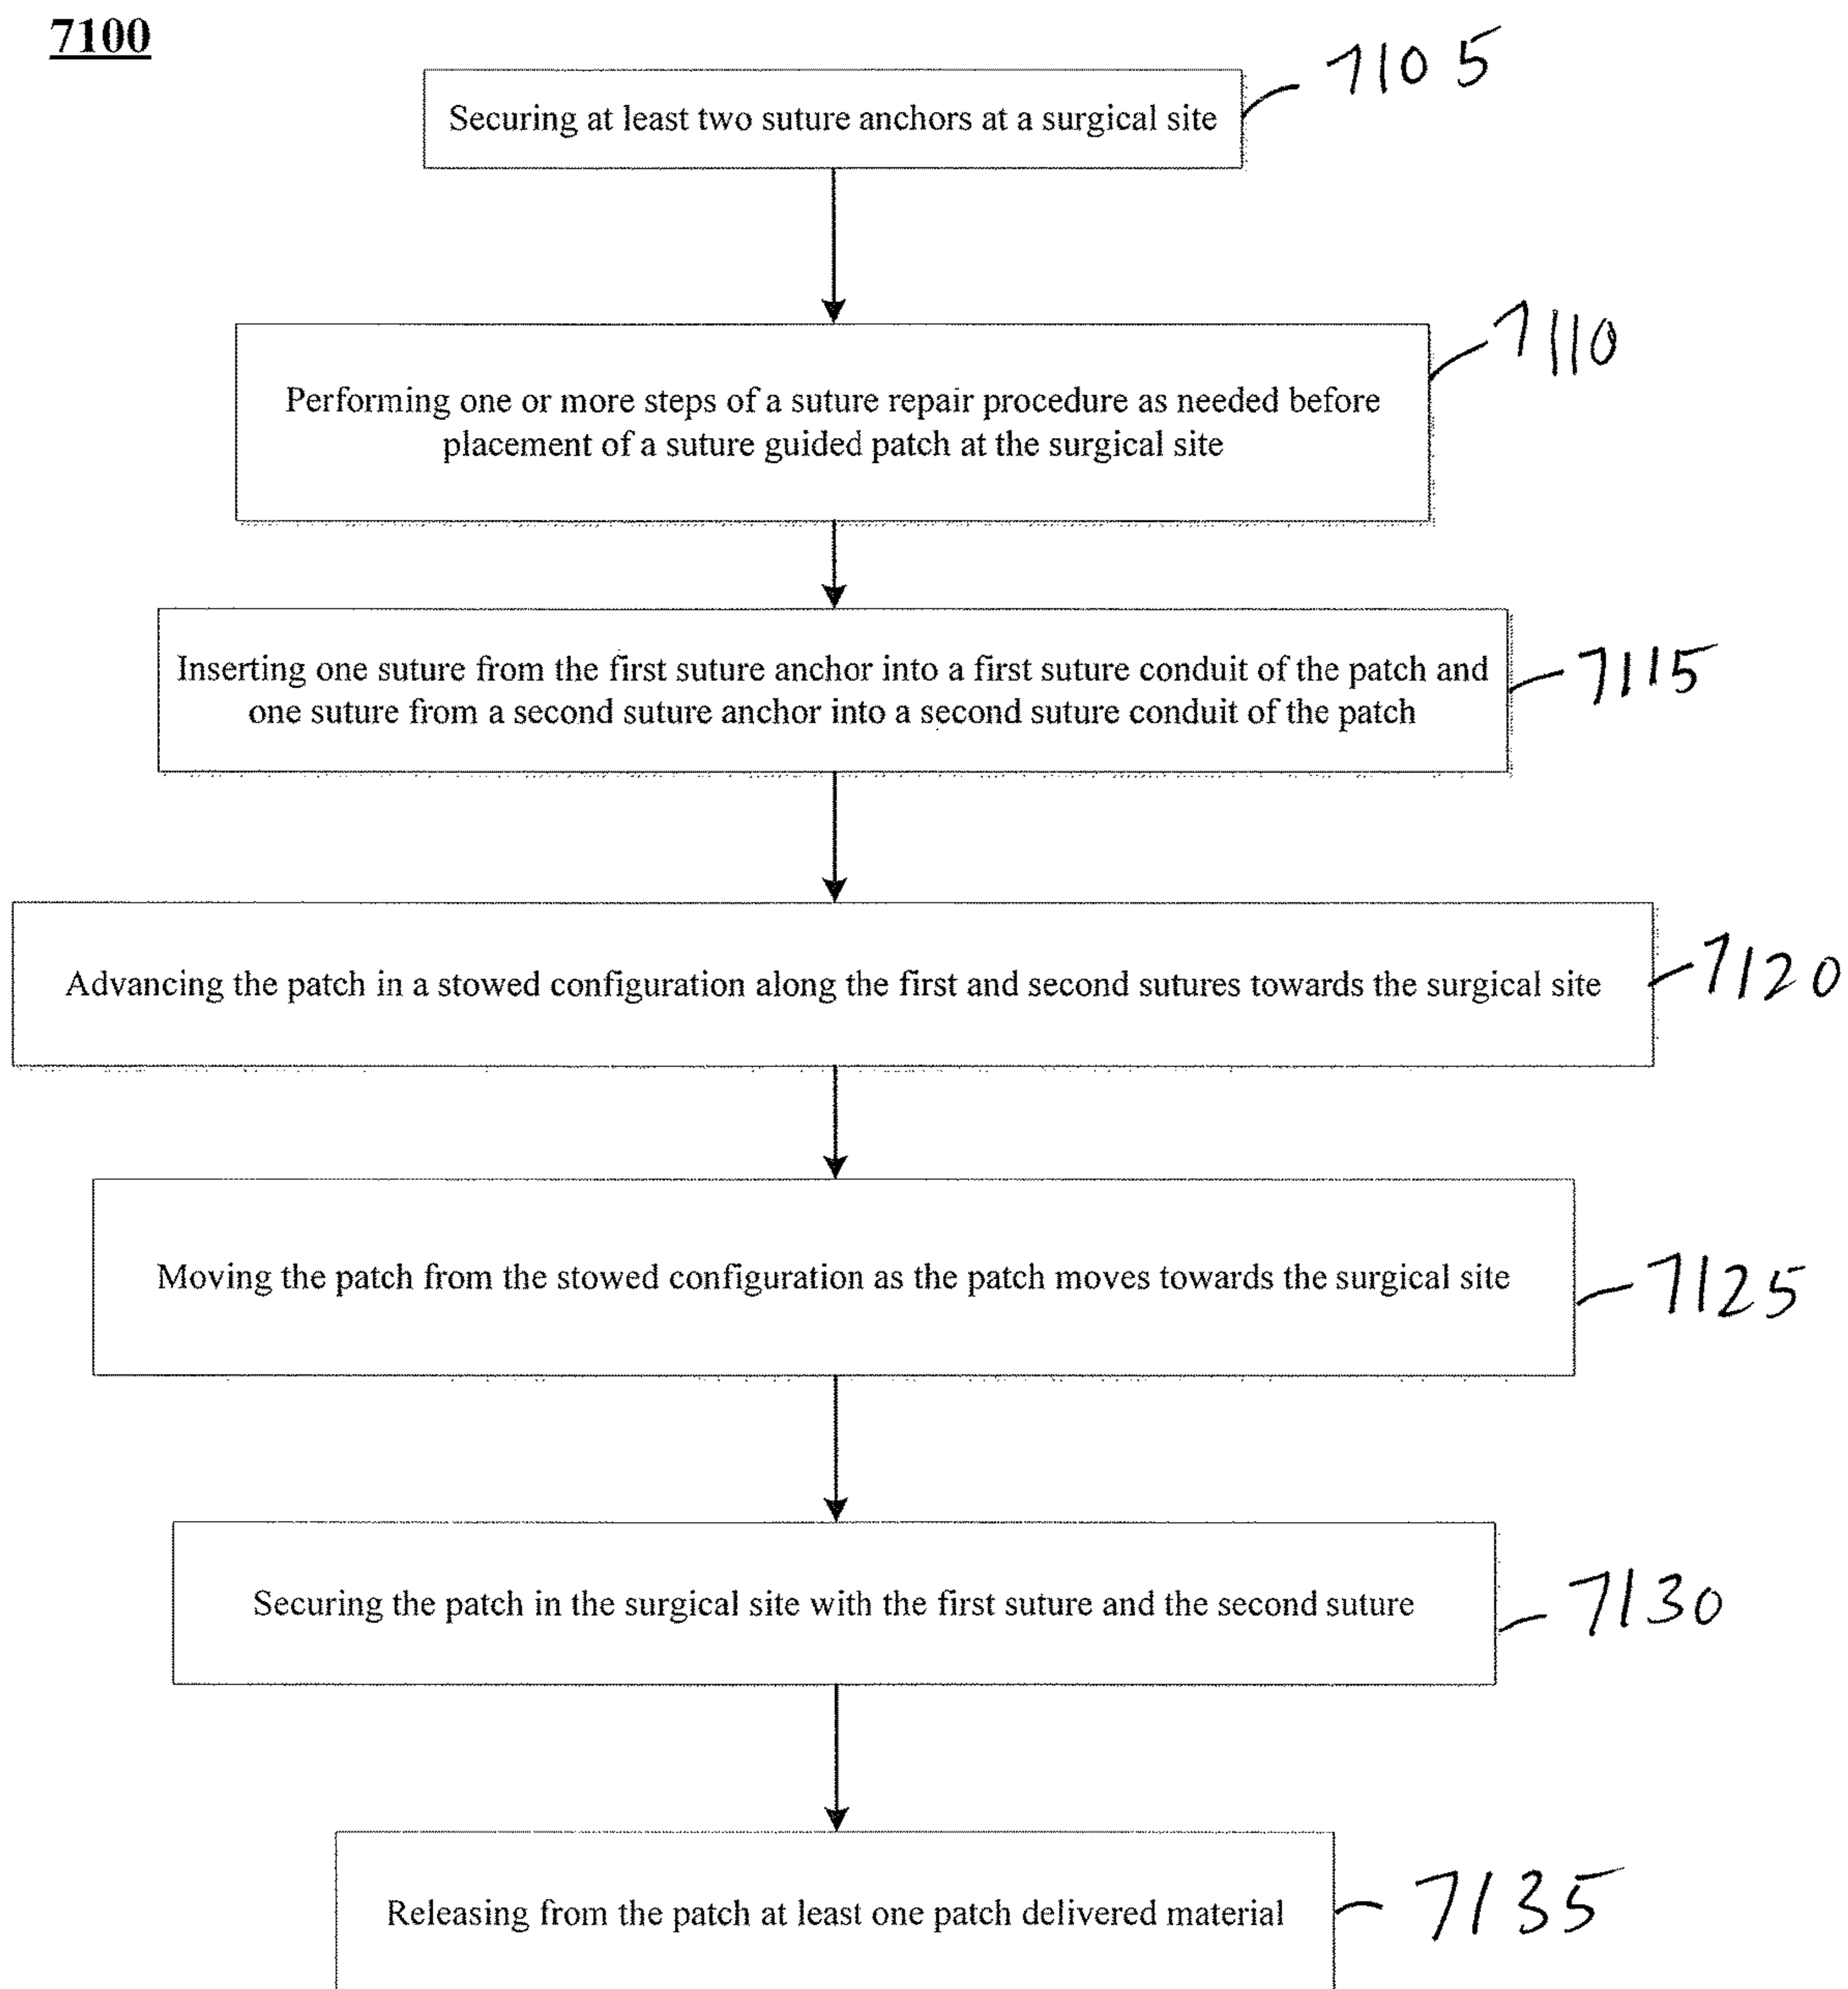 7100
7105
Securing at least two suture anchors at a surgical site
7110
Performing one or more steps of a suture repair procedure as needed before
placement of a suture guided patch at the surgical site
7115
Inserting one suture from the first suture anchor into a first suture conduit of the patch and
one suture from a second suture anchor into a second suture conduit of the patch
7120
Advancing the patch in a stowed configuration along the first and second sutures towards the surgical site
7125
Moving the patch from the stowed configuration as the patch moves towards the surgical site
7130
Securing the patch in the surgical site with the first suture and the second suture
7135
Releasing from the patch at least one patch delivered material